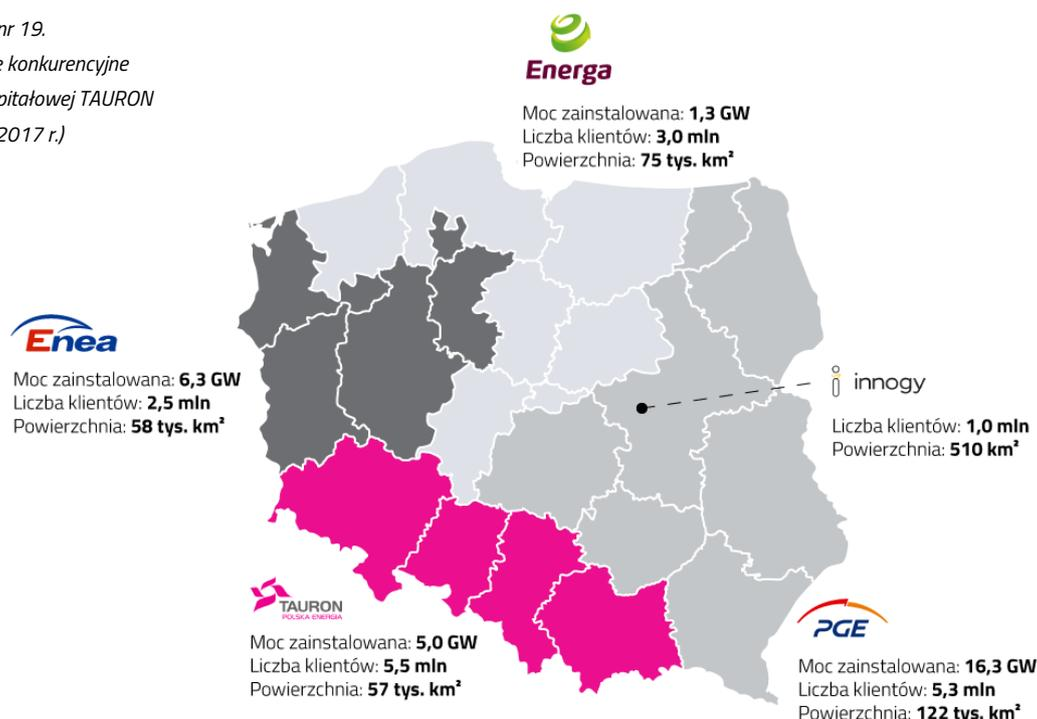 nr 19.
e konkurencyjne
pitałowej TAURON
2017 r.)
Energa
Moc zainstalowana: 1,3 GW
Liczba klientów: 3,0 mln
Powierzchnia: 75 tys. km²
Enea
Moc zainstalowana: 6,3 GW
Liczba klientów: 2,5 mln
Powierzchnia: 58 tys. km²
innogy
Liczba klientów: 1,0 mln
Powierzchnia: 510 km²
TAURON
POLSKA ENERGIA
Moc zainstalowana: 5,0 GW
Liczba klientów: 5,5 mln
Powierzchnia: 57 tys. km²
PGE
Moc zainstalowana: 16,3 GW
Liczba klientów: 5,3 mln
Powierzchnia: 122 tys. km²